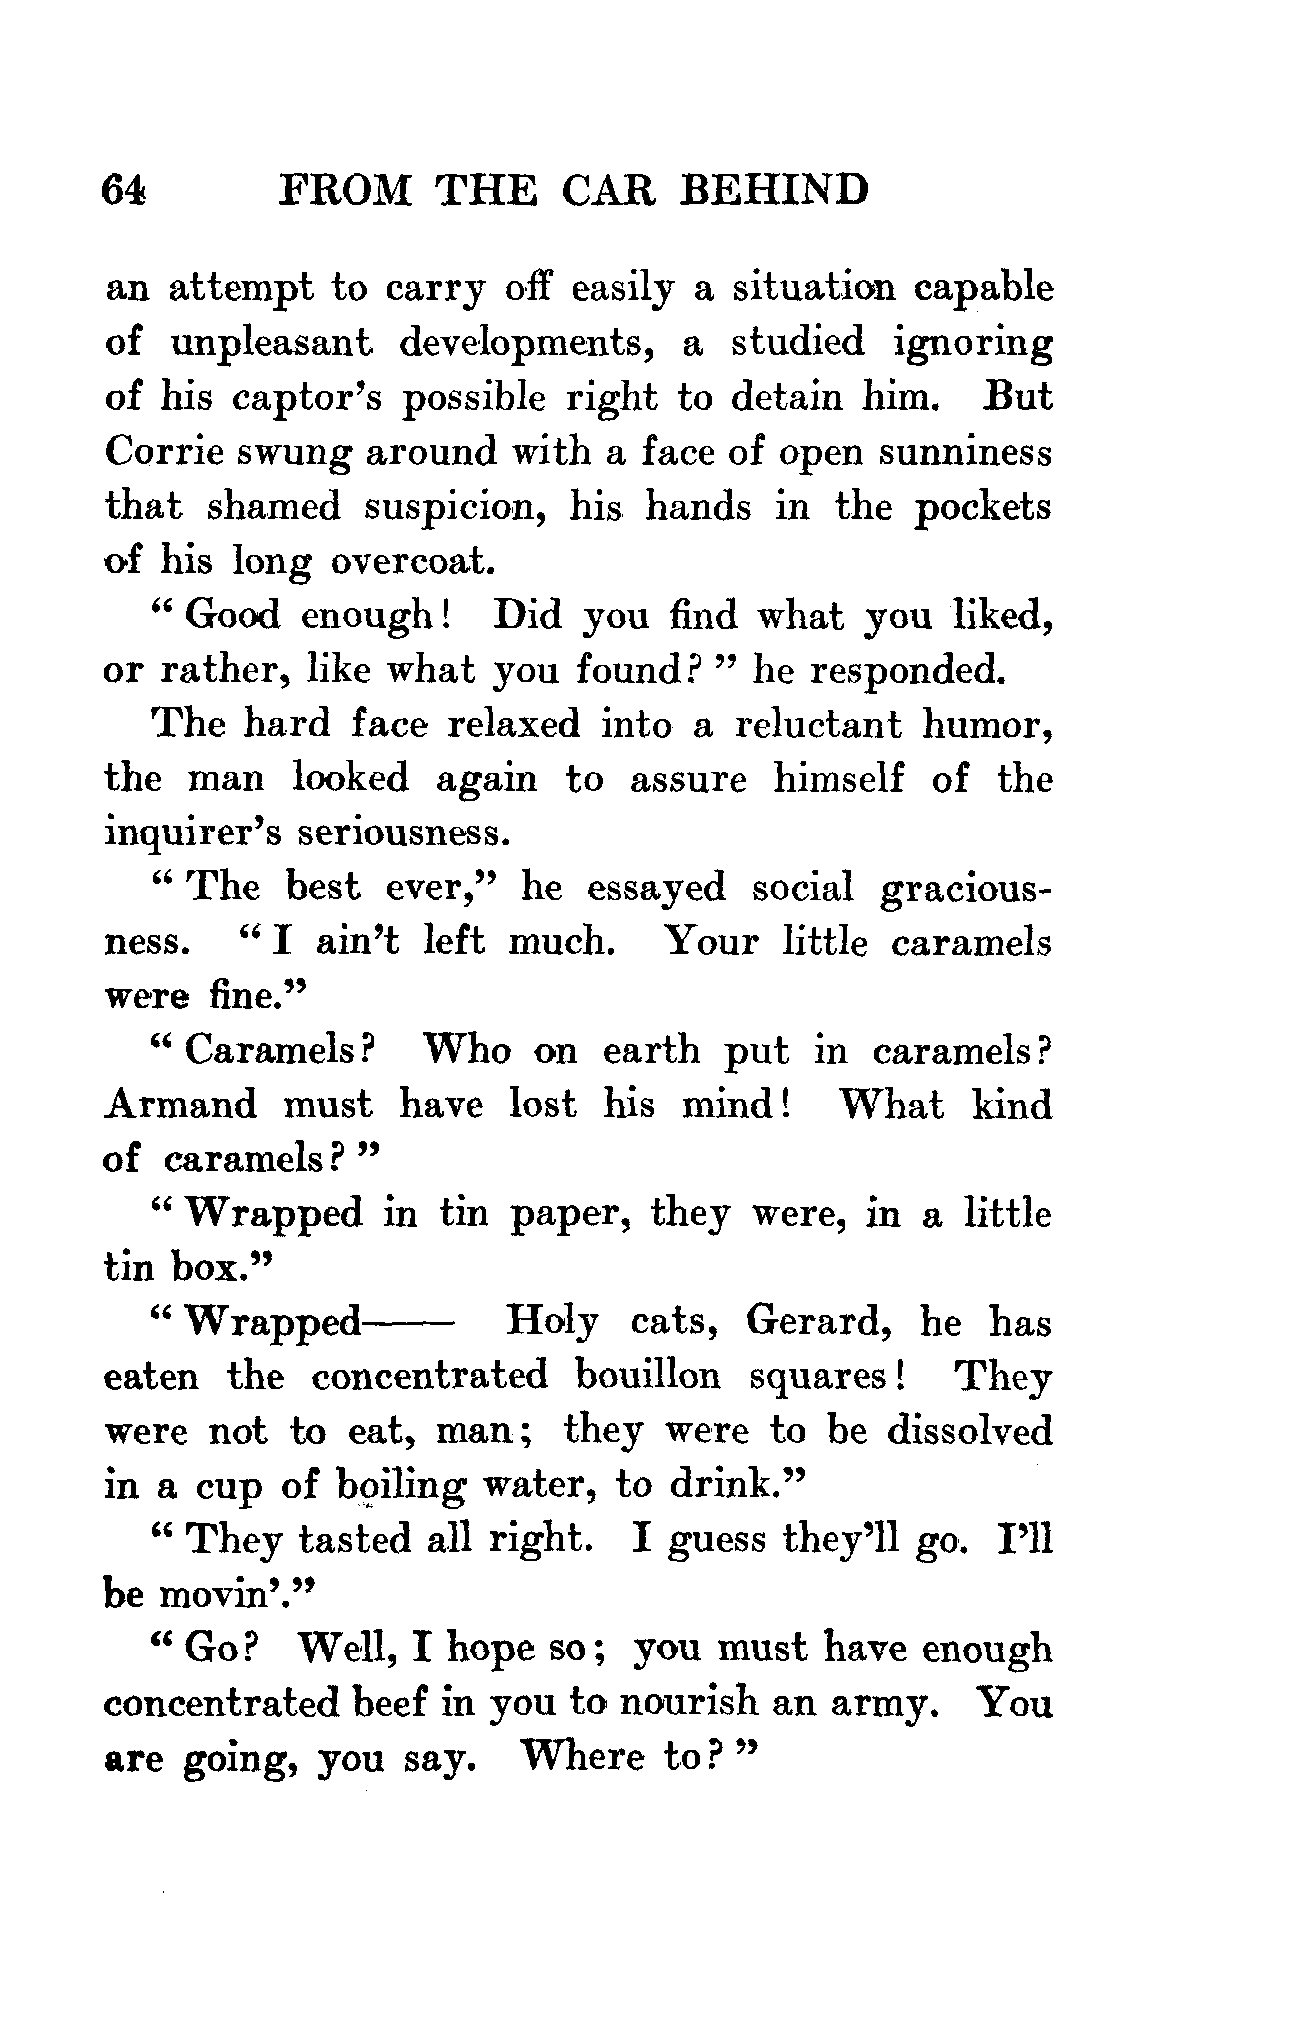 64 FROM THE CAR BEHIND
an attempt to carry off easily a situation capable
of unpleasant developments, a studied ignoring
of his captor's possible right to detain him. But
Corrie swung around with a face of open sunniness
that shamed suspicion, his hands in the pockets
of his long overcoat.
“ Good enough! Did you find what you liked,
or rather, like what you found? ” he responded.
The hard face relaxed into a reluctant humor,
the man looked again to assure himself of the
inquirer's seriousness.
“ The best ever,” he essayed social gracious-
ness. “ I ain't left much. Your little caramels
were fine.”
“ Caramels? Who on earth put in caramels?
Armand must have lost his mind! What kind
of caramels? ”
“ Wrapped in tin paper, they were, in a little
tin box.”
“ Wrapped—— Holy cats, Gerard, he has
eaten the concentrated bouillon squares! They
were not to eat, man; they were to be dissolved
in a cup of boiling water, to drink.”
“ They tasted all right. I guess they'll go. I'll
be movin'.”
“ Go? Well, I hope so; you must have enough
concentrated beef in you to nourish an army. You
are going, you say. Where to? ”